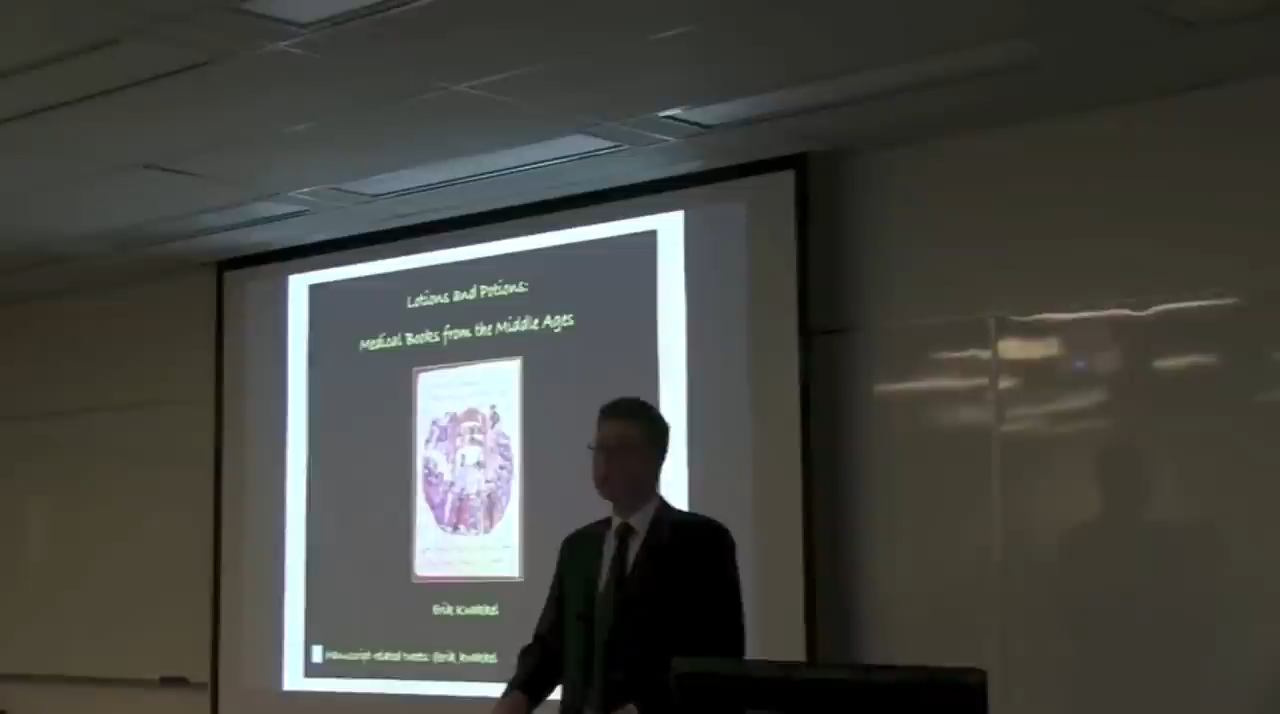 Lotions and Potions:
Medical Books from the Middle Ages
Erik Kwakkel
Manuscript-related tweets: @erik_kwakkel